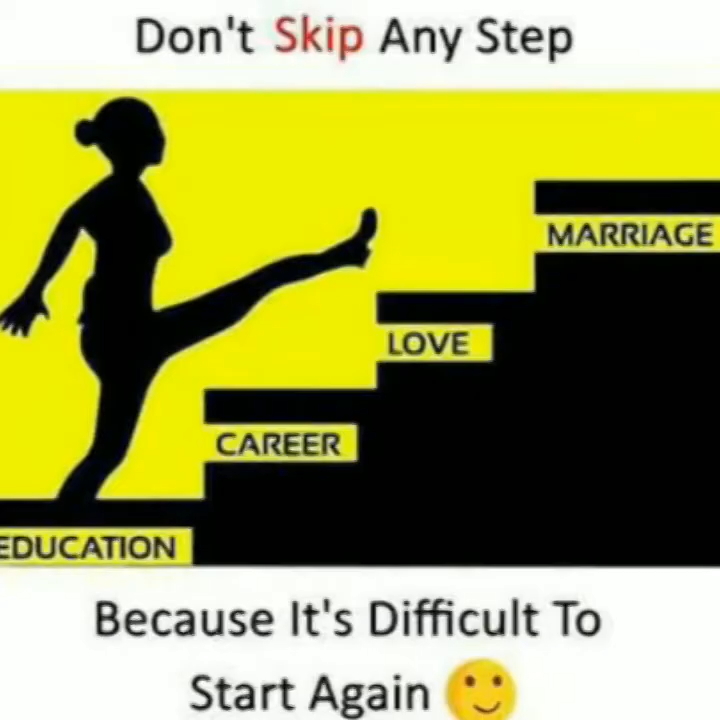 Don't Skip Any Step
MARRIAGE
LOVE
CAREER
EDUCATION
Because It's Difficult To
Start Again